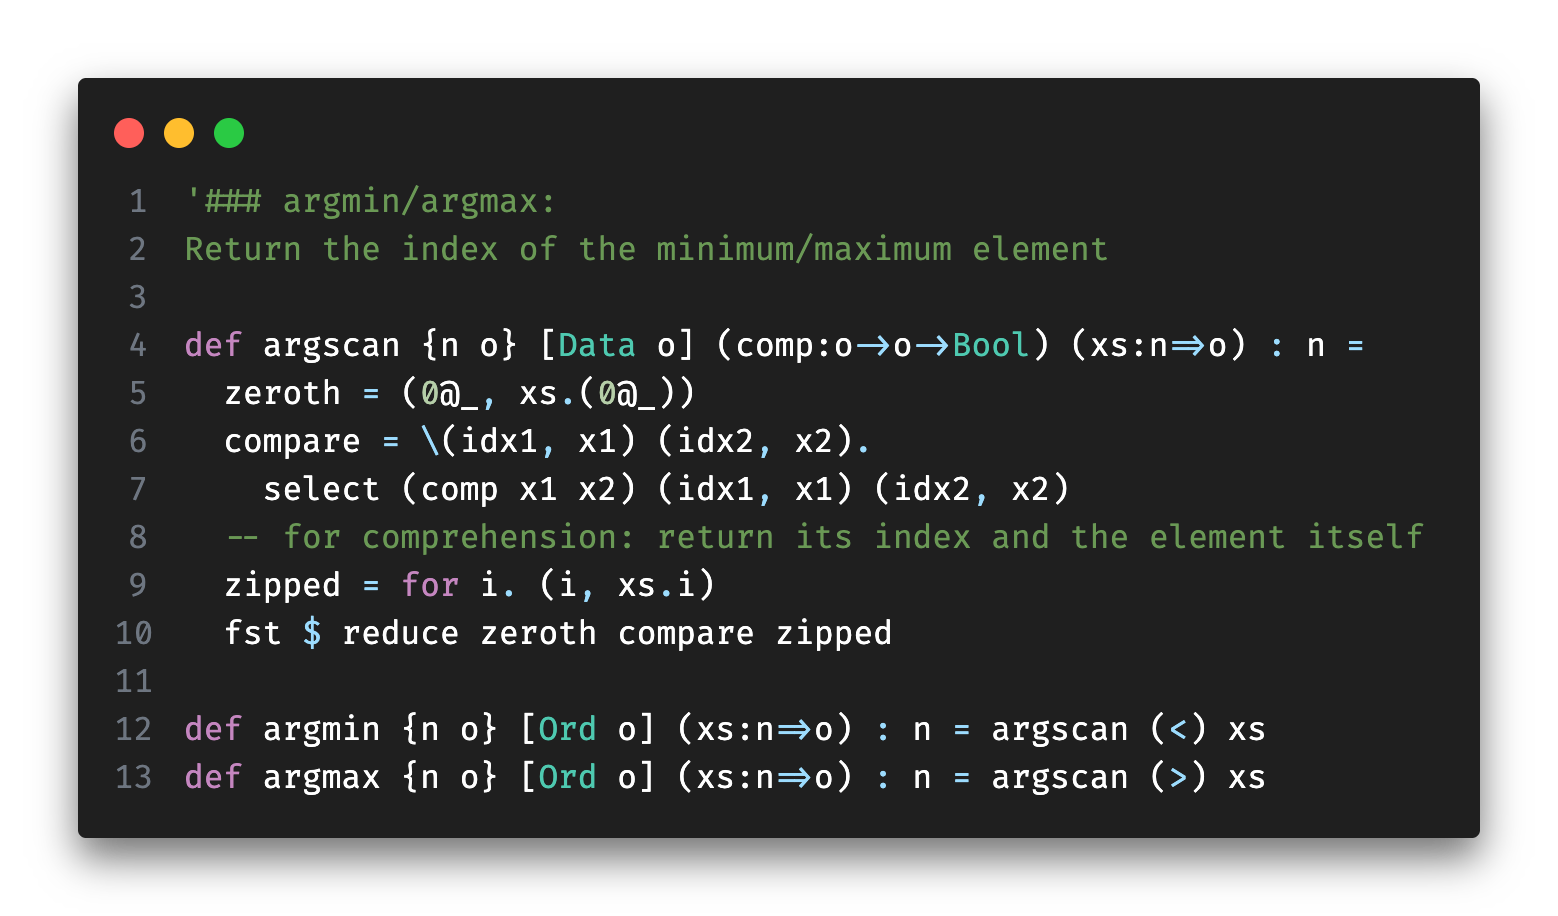 1 '### argmin/argmax:
2 Return the index of the minimum/maximum element
3
4 def argscan {n o} [Data o] (comp:o->o->Bool) (xs:n=>o) : n =
5   zeroth = (0@_, xs.(0@_))
6   compare = \(idx1, x1) (idx2, x2).
7     select (comp x1 x2) (idx1, x1) (idx2, x2)
8   -- for comprehension: return its index and the element itself
9   zipped = for i. (i, xs.i)
10   fst $ reduce zeroth compare zipped
11
12 def argmin {n o} [Ord o] (xs:n=>o) : n = argscan (<) xs
13 def argmax {n o} [Ord o] (xs:n=>o) : n = argscan (>) xs